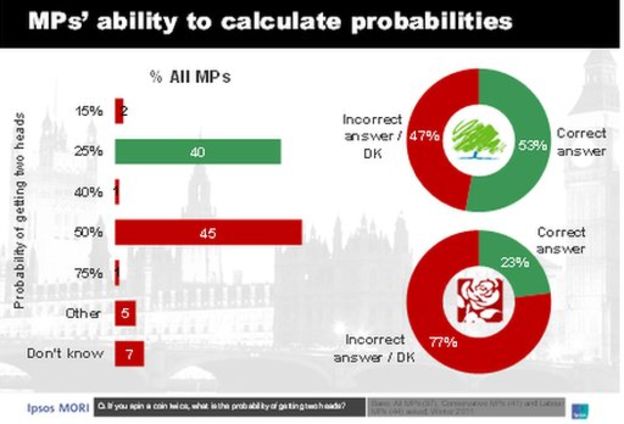 MPs' ability to calculate probabilities
% All MPs
Probability of getting two heads
15% 2
25% 40
40% 1
50% 45
75% 1
Other 5
Don't know 7
Incorrect
answer /
DK
47%
53%
Correct
answer
Correct
answer
23%
Incorrect
answer / DK
77%
Ipsos MORI
Q. If you spin a coin twice, what is the probability of getting two heads?
Base: All MPs (97), Conservative MPs (47) and Labour
MPs (44) asked, Winter 2011
Ipsos